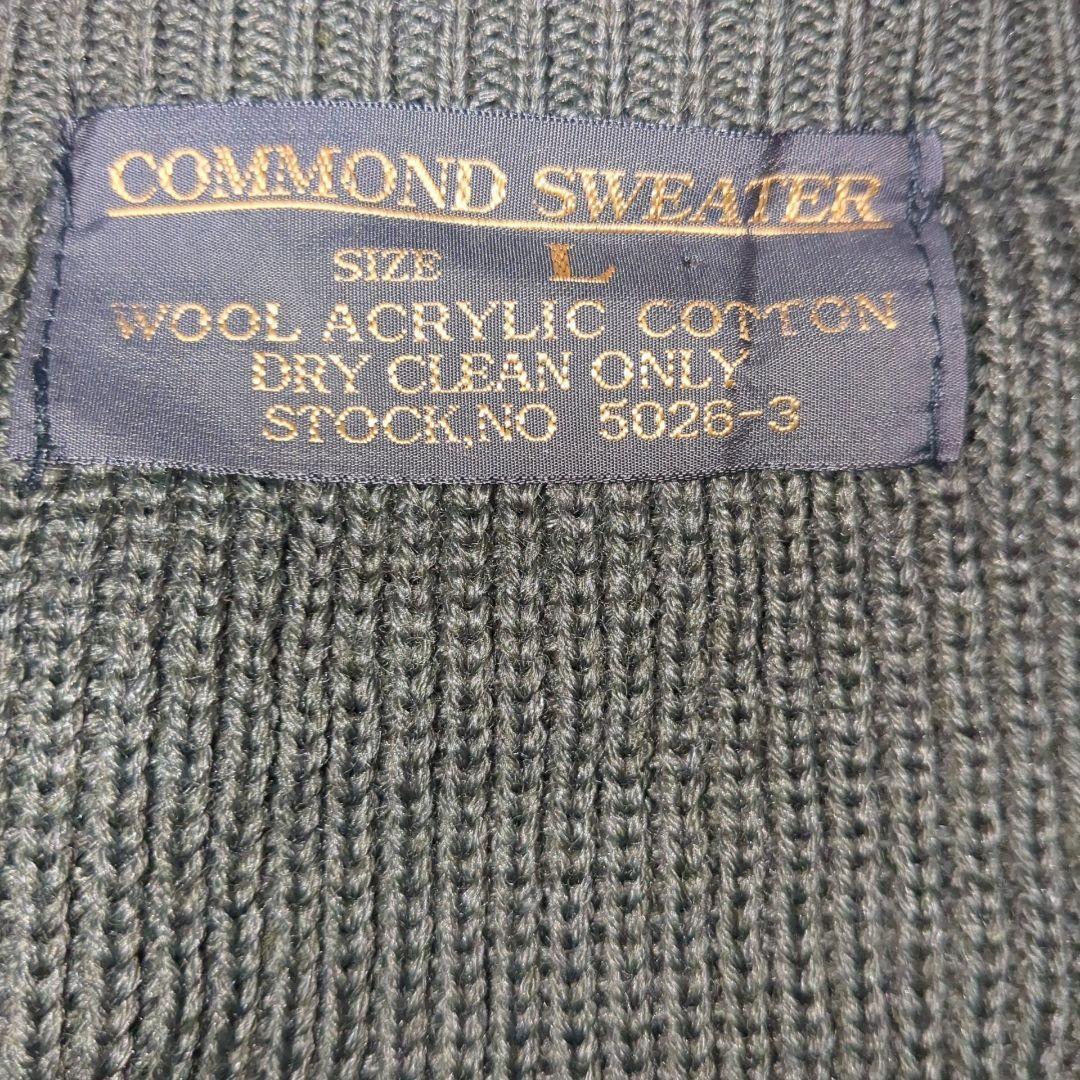 COMMOND SWEATER
SIZE L
WOOL ACRYLIC COTTON
DRY CLEAN ONLY
STOCK,NO 5026-3